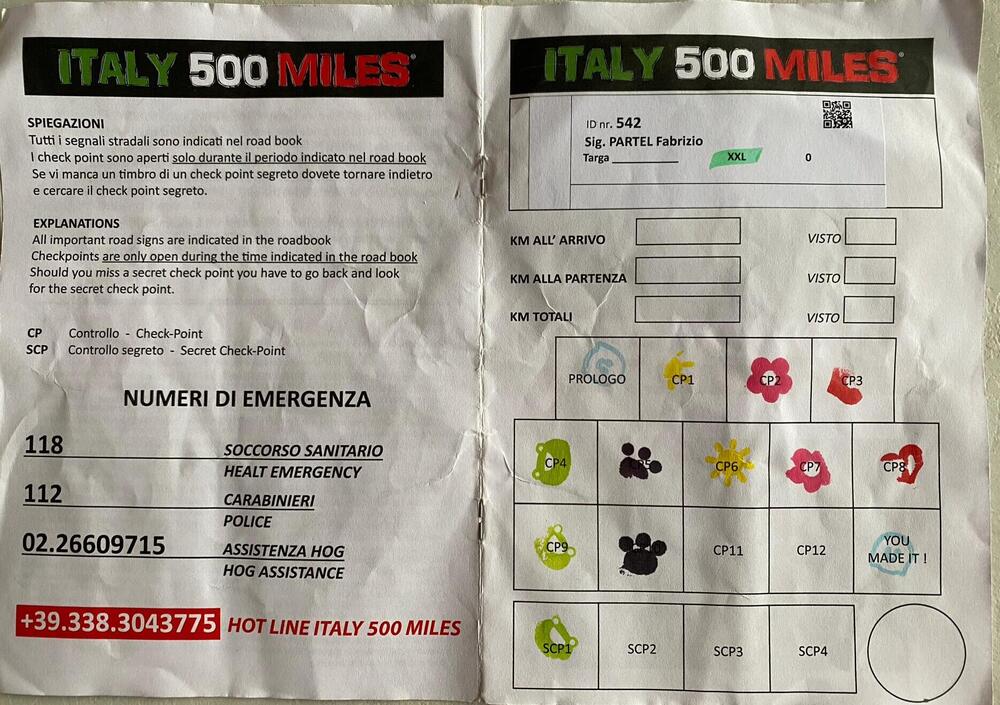 ITALY 500 MILES
SPIEGAZIONI
Tutti i segnali stradali sono indicati nel road book
I check point sono aperti solo durante il periodo indicato nel road book
Se vi manca un timbro di un check point segreto dovete tornare indietro
e cercare il check point segreto.
EXPLANATIONS
All important road signs are indicated in the roadbook
Checkpoints are only open during the time indicated in the road book
Should you miss a secret check point you have to go back and look
for the secret check point.
CP Controllo - Check-Point
SCP Controllo segreto - Secret Check-Point
NUMERI DI EMERGENZA
118 SOCCORSO SANITARIO
HEALT EMERGENCY
112 CARABINIERI
POLICE
02.26609715 ASSISTENZA HOG
HOG ASSISTANCE
+39.338.3043775 HOT LINE ITALY 500 MILES
ITALY 500 MILES
ID nr. 542
Sig. PARTEL Fabrizio
Targa XXL 0
KM ALL' ARRIVO VISTO
KM ALLA PARTENZA VISTO
KM TOTALI VISTO
PROLOGO CP1 CP2 CP3
CP4 CP5 CP6 CP7 CP8
CP9 CP11 CP12 YOU
MADE IT !
SCP1 SCP2 SCP3 SCP4